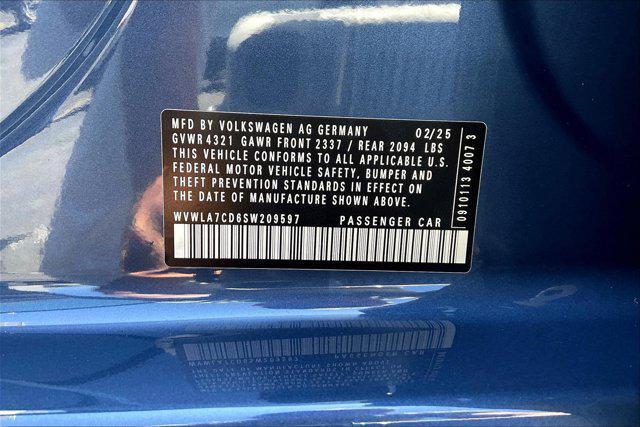 MFD BY VOLKSWAGEN AG GERMANY 02/25
GVWR 4321 GAWR FRONT 2337 / REAR 2094 LBS
THIS VEHICLE CONFORMS TO ALL APPLICABLE U.S.
FEDERAL MOTOR VEHICLE SAFETY, BUMPER AND
THEFT PREVENTION STANDARDS IN EFFECT ON
THE DATE OF MANUFACTURE SHOWN ABOVE.
WVWLA7CD6SW209597 PASSENGER CAR
0910113 4007 3